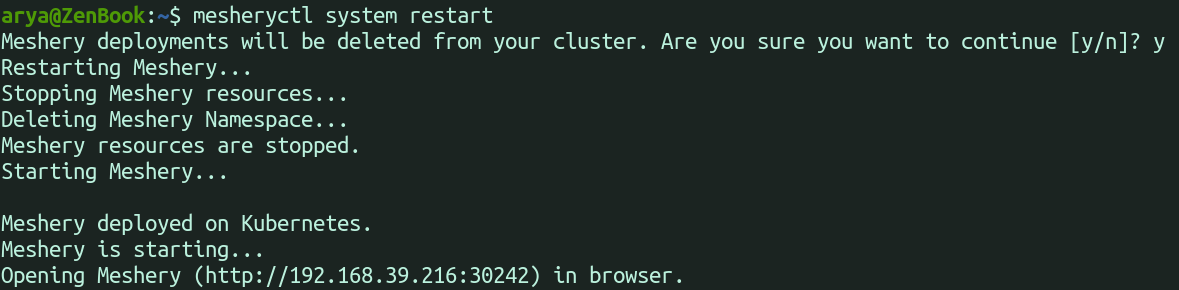 arya@ZenBook:~$ mesheryctl system restart
Meshery deployments will be deleted from your cluster. Are you sure you want to continue [y/n]? y
Restarting Meshery...
Stopping Meshery resources...
Deleting Meshery Namespace...
Meshery resources are stopped.
Starting Meshery...
Meshery deployed on Kubernetes.
Meshery is starting...
Opening Meshery (http://192.168.39.216:30242) in browser.